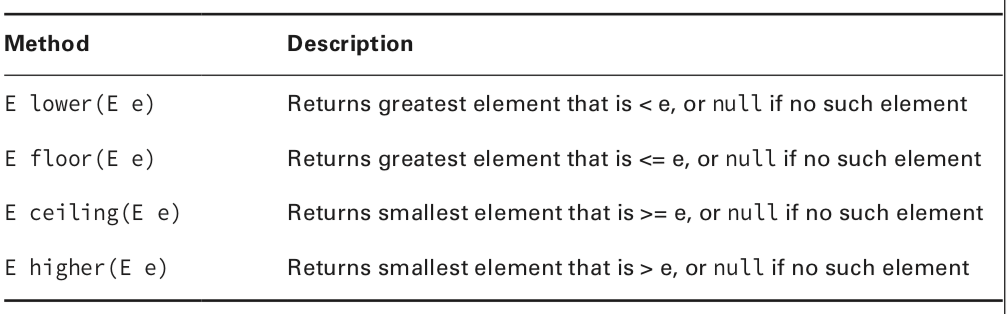 Method Description
E lower(E e) Returns greatest element that is < e, or null if no such element
E floor(E e) Returns greatest element that is <= e, or null if no such element
E ceiling(E e) Returns smallest element that is >= e, or null if no such element
E higher(E e) Returns smallest element that is > e, or null if no such element